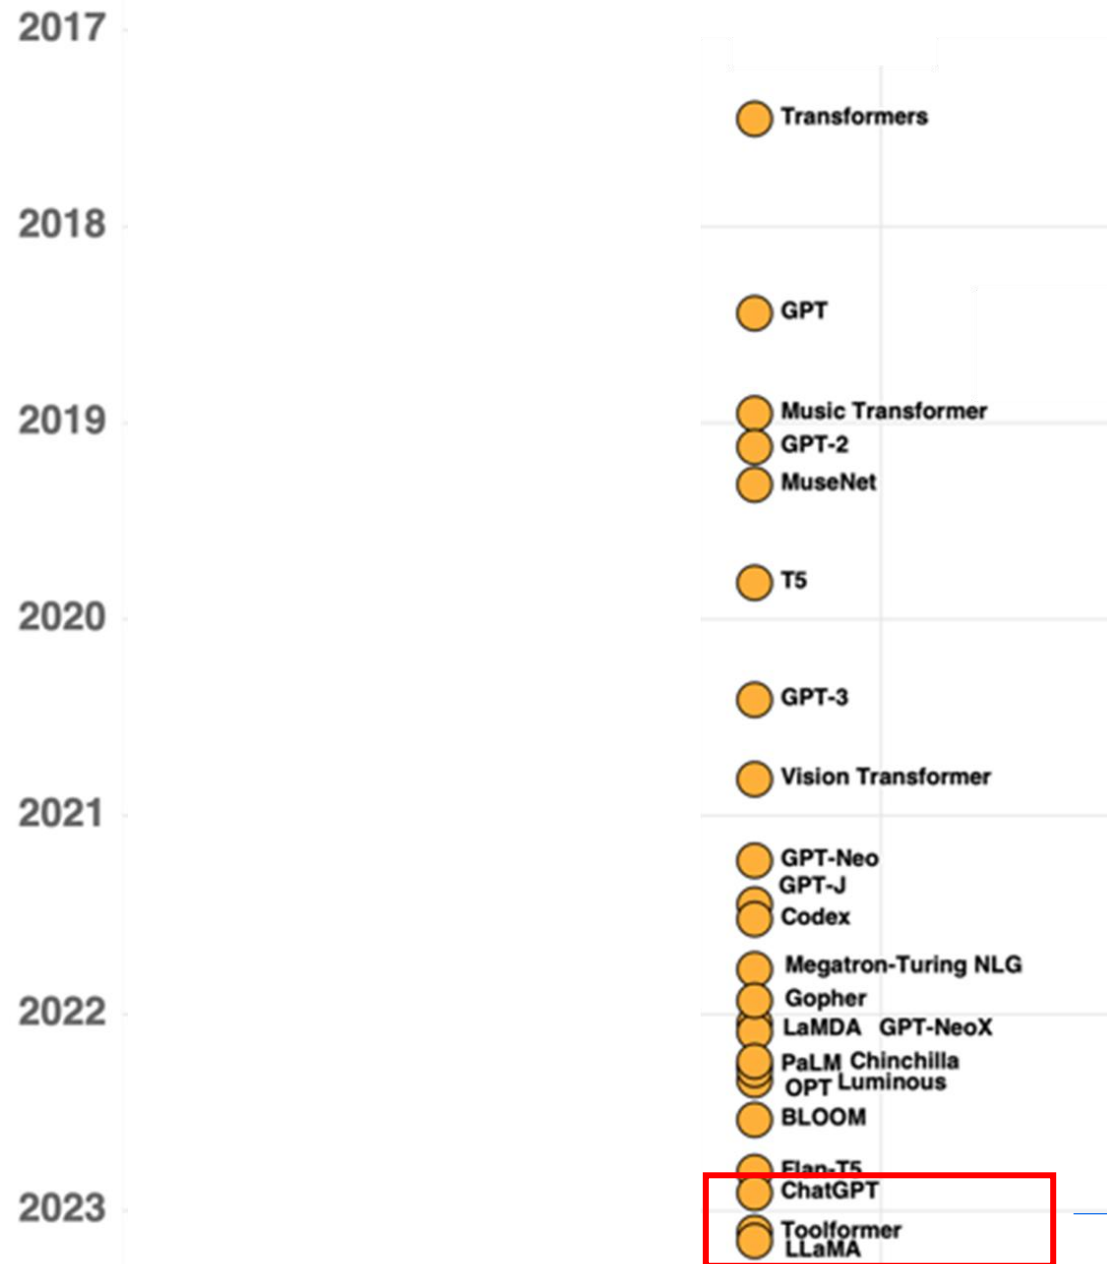 2017
Transformers
2018
GPT
Music Transformer
2019
GPT-2
MuseNet
T5
2020
GPT-3
Vision Transformer
2021
GPT-Neo
GPT-J
Codex
Megatron-Turing NLG
Gopher
2022
LaMDA GPT-NeoX
PaLM Chinchilla
OPT Luminous
BLOOM
Flan-T5
ChatGPT
2023
Toolformer
LLaMA